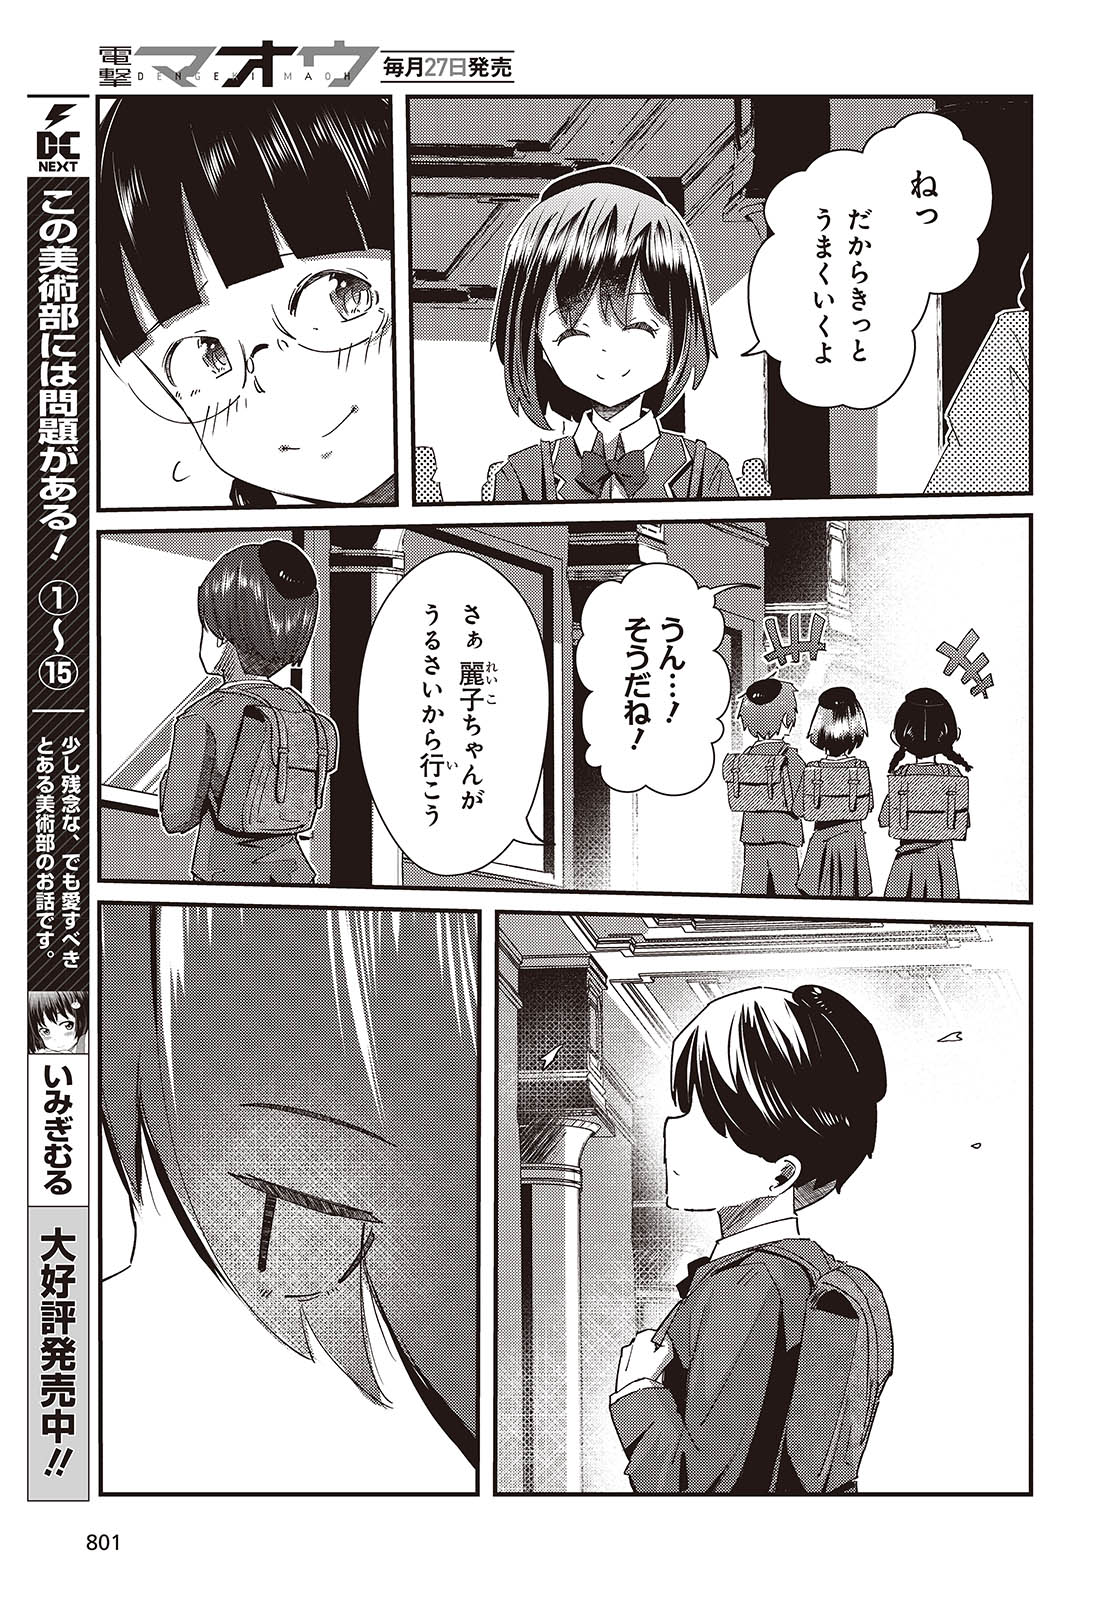 電撃
マオウ
DENGEKI MAOH
毎月27日発売
ねっ
だからきっと
うまくいくよ
うん…!
そうだね!
さぁ麗子ちゃんが
れいこ
うるさいから行こう
い
DC
NEXT
この美術部には問題がある! ①〜⑮
少し残念な、でも愛すべき
とある美術部のお話です。
いみぎむる
大好評発売中!!
801